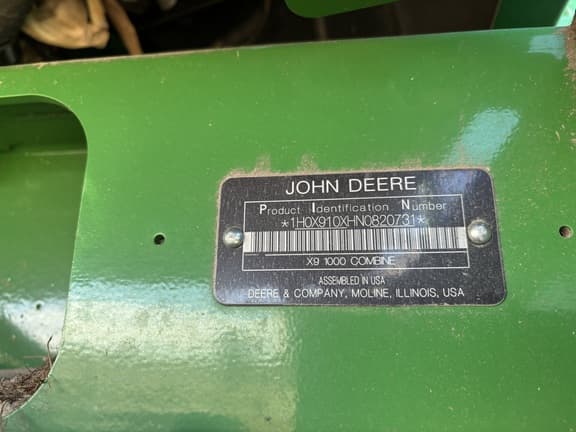 JOHN DEERE
Product Identification Number
*1H0X910XHN0820731*
X9 1000 COMBINE
ASSEMBLED IN USA
DEERE & COMPANY, MOLINE, ILLINOIS, USA